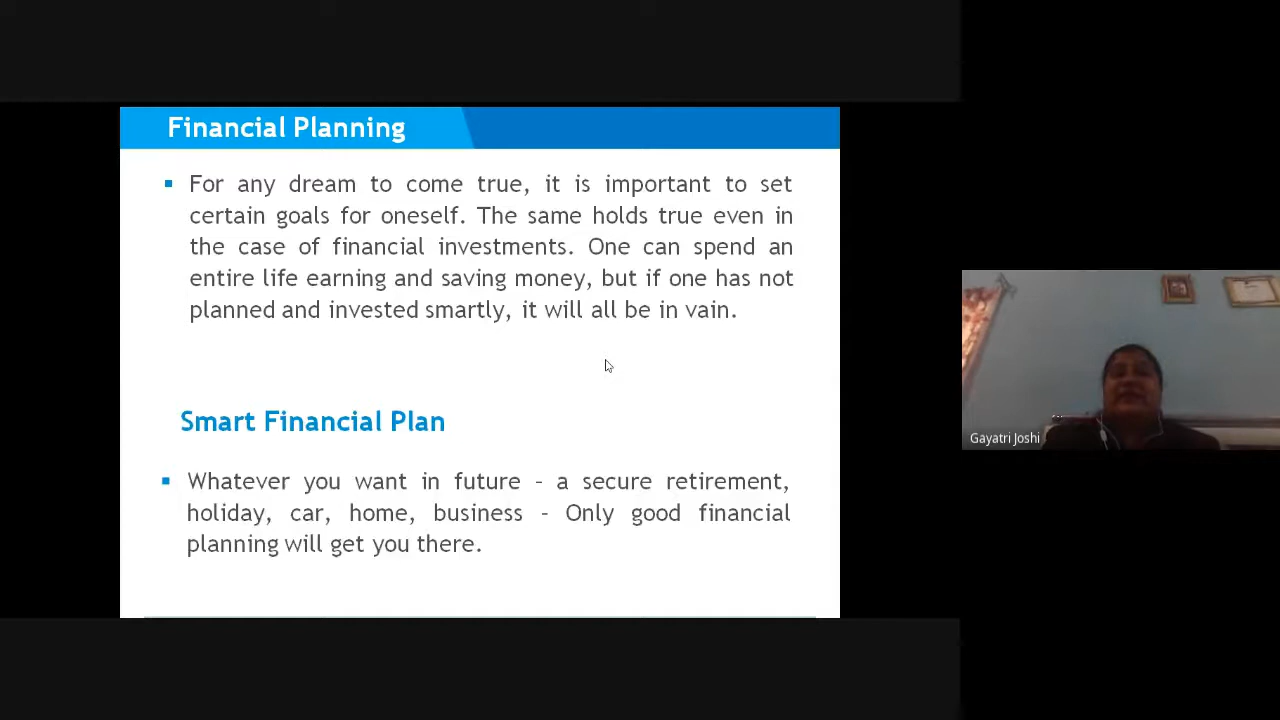 Financial Planning
For any dream to come true, it is important to set
certain goals for oneself. The same holds true even in
the case of financial investments. One can spend an
entire life earning and saving money, but if one has not
planned and invested smartly, it will all be in vain.
Smart Financial Plan
Whatever you want in future – a secure retirement,
holiday, car, home, business – Only good financial
planning will get you there.
Gayatri Joshi